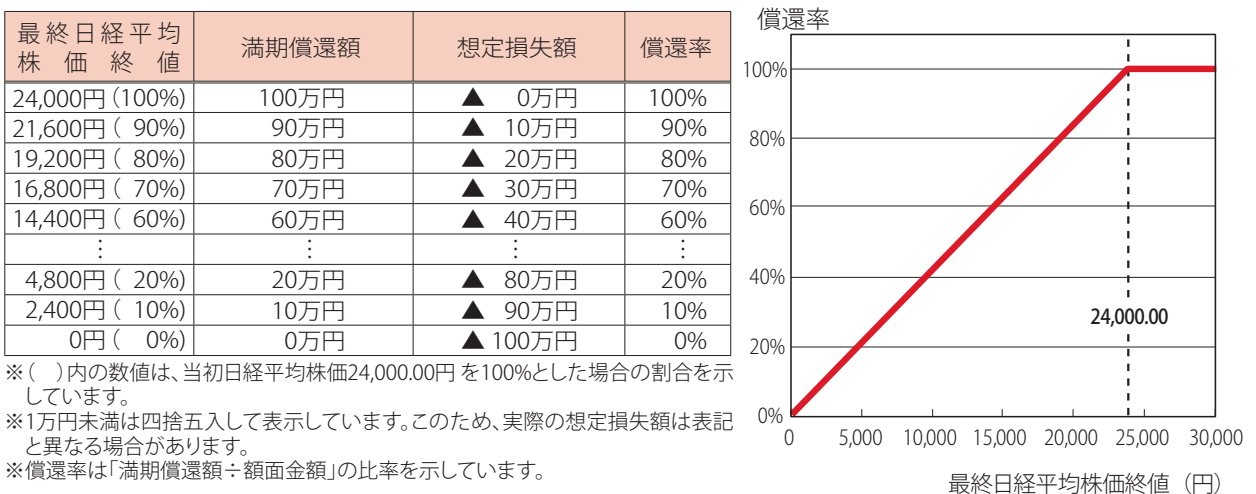 最終日経平均
株価終値
満期償還額
想定損失額
償還率
24,000円(100%) 100万円 ▲ 0万円 100%
21,600円( 90%) 90万円 ▲ 10万円 90%
19,200円( 80%) 80万円 ▲ 20万円 80%
16,800円( 70%) 70万円 ▲ 30万円 70%
14,400円( 60%) 60万円 ▲ 40万円 60%
⋮ ⋮ ⋮ ⋮
4,800円( 20%) 20万円 ▲ 80万円 20%
2,400円( 10%) 10万円 ▲ 90万円 10%
0円( 0%) 0万円 ▲ 100万円 0%
※( )内の数値は、当初日経平均株価24,000.00円 を100%とした場合の割合を示
しています。
※1万円未満は四捨五入して表示しています。このため、実際の想定損失額は表記
と異なる場合があります。
※償還率は「満期償還額÷額面金額」の比率を示しています。
償還率
100%
80%
60%
40%
24,000.00
20%
0%
0 5,000 10,000 15,000 20,000 25,000 30,000
最終日経平均株価終値(円)